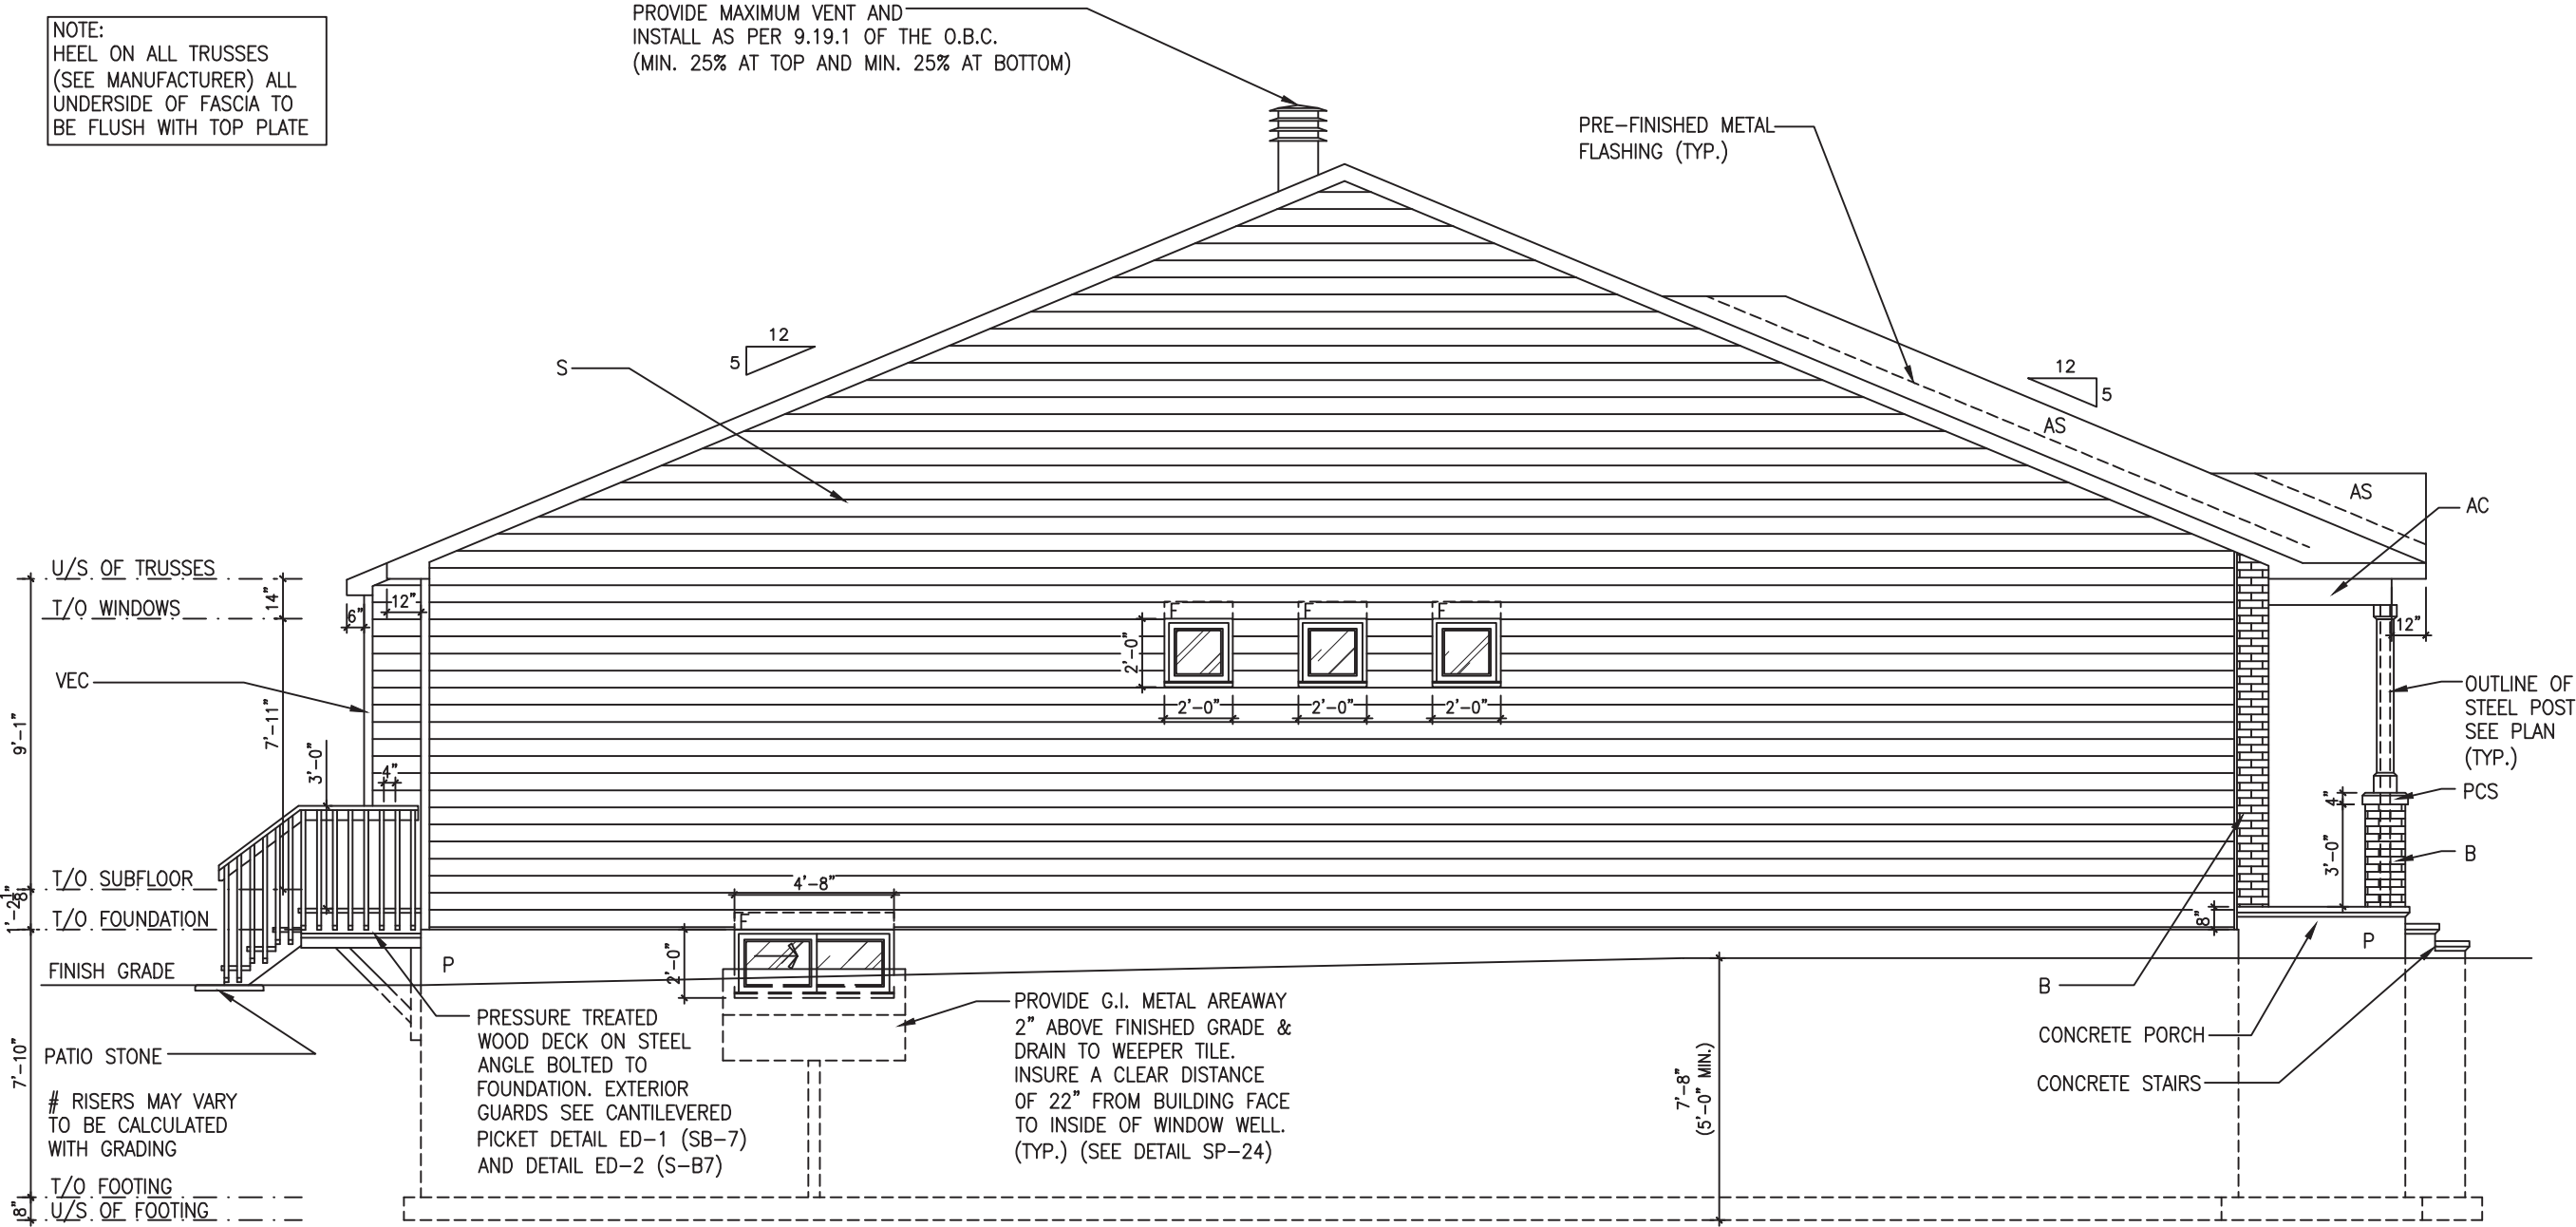 NOTE:
HEEL ON ALL TRUSSES
(SEE MANUFACTURER) ALL
UNDERSIDE OF FASCIA TO
BE FLUSH WITH TOP PLATE
PROVIDE MAXIMUM VENT AND
INSTALL AS PER 9.19.1 OF THE O.B.C.
(MIN. 25% AT TOP AND MIN. 25% AT BOTTOM)
PRE-FINISHED METAL
FLASHING (TYP.)
12
5
S
12
5
AS
AS
AC
U/S OF TRUSSES
T/O WINDOWS
14"
6"
12"
F
F
F
2'-0"
2'-0"
2'-0"
2'-0"
12"
VEC
9'-1"
7'-11"
3'-0"
4"
OUTLINE OF
STEEL POST
SEE PLAN
(TYP.)
PCS
4"
3'-0"
B
T/O SUBFLOOR
1'-2 1/8"
T/O FOUNDATION
4'-8"
F
2'-0"
8"
P
P
FINISH GRADE
PATIO STONE
# RISERS MAY VARY
TO BE CALCULATED
WITH GRADING
7'-10"
PRESSURE TREATED
WOOD DECK ON STEEL
ANGLE BOLTED TO
FOUNDATION. EXTERIOR
GUARDS SEE CANTILEVERED
PICKET DETAIL ED-1 (SB-7)
AND DETAIL ED-2 (S-B7)
PROVIDE G.I. METAL AREAWAY
2" ABOVE FINISHED GRADE &
DRAIN TO WEEPER TILE.
INSURE A CLEAR DISTANCE
OF 22" FROM BUILDING FACE
TO INSIDE OF WINDOW WELL.
(TYP.) (SEE DETAIL SP-24)
7'-8"
(5'-0" MIN.)
B
CONCRETE PORCH
CONCRETE STAIRS
T/O FOOTING
U/S OF FOOTING
8"